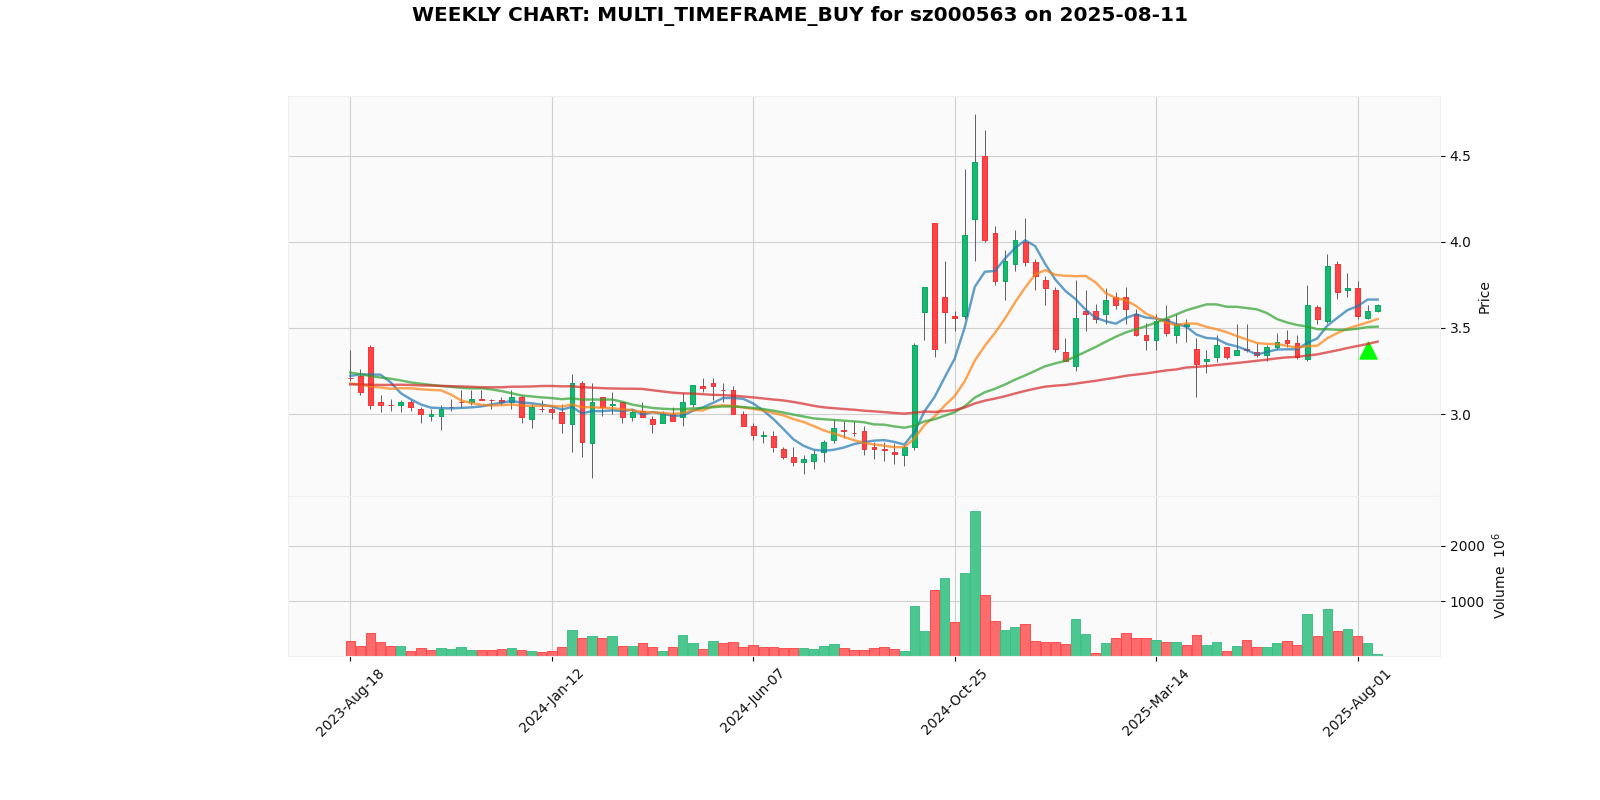 WEEKLY CHART: MULTI_TIMEFRAME_BUY for sz000563 on 2025-08-11
4.5
4.0
3.5
3.0
Price
2000
1000
Volume 10⁶
2023-Aug-18
2024-Jan-12
2024-Jun-07
2024-Oct-25
2025-Mar-14
2025-Aug-01